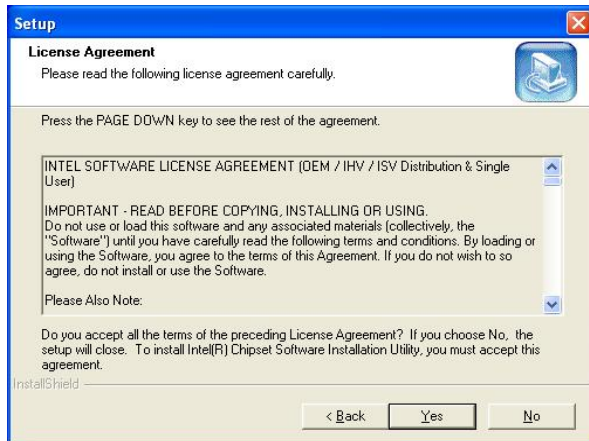 Setup
License Agreement
Please read the following license agreement carefully.
Press the PAGE DOWN key to see the rest of the agreement.
INTEL SOFTWARE LICENSE AGREEMENT (OEM / IHV / ISV Distribution & Single
User)
IMPORTANT - READ BEFORE COPYING, INSTALLING OR USING.
Do not use or load this software and any associated materials (collectively, the
"Software") until you have carefully read the following terms and conditions. By loading or
using the Software, you agree to the terms of this Agreement. If you do not wish to so
agree, do not install or use the Software.
Please Also Note:
Do you accept all the terms of the preceding License Agreement? If you choose No, the
setup will close. To install Intel(R) Chipset Software Installation Utility, you must accept this
agreement.
InstallShield
< Back
Yes
No